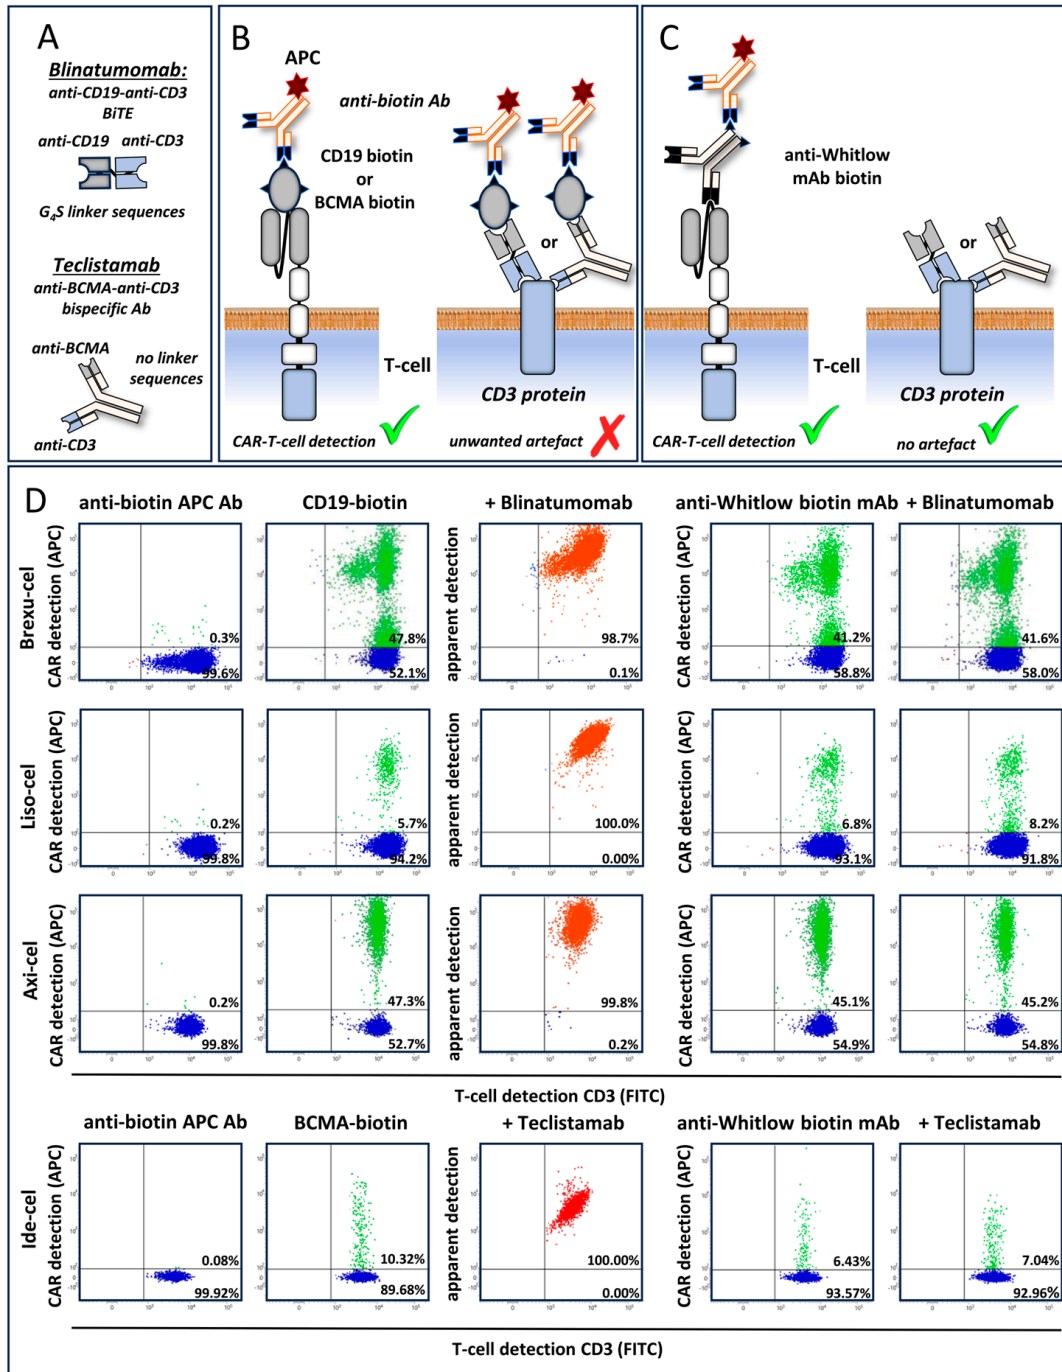 A
Blinatumomab:
anti-CD19-anti-CD3
BiTE
anti-CD19 anti-CD3
G4S linker sequences
Teclistamab
anti-BCMA-anti-CD3
bispecific Ab
anti-BCMA
no linker
sequences
anti-CD3
B
APC
anti-biotin Ab
CD19 biotin
or
BCMA biotin
or
T-cell
CD3 protein
CAR-T-cell detection
unwanted artefact
C
anti-Whitlow
mAb biotin
or
T-cell
CD3 protein
CAR-T-cell detection
no artefact
D
anti-biotin APC Ab CD19-biotin + Blinatumomab anti-Whitlow biotin mAb + Blinatumomab
Brexu-cel
CAR detection (APC)
0.3%
99.6%
47.8%
52.1%
apparent detection
98.7%
0.1%
CAR detection (APC)
41.2%
58.8%
41.6%
58.0%
Liso-cel
CAR detection (APC)
0.2%
99.8%
5.7%
94.2%
apparent detection
100.0%
0.00%
CAR detection (APC)
6.8%
93.1%
8.2%
91.8%
Axi-cel
CAR detection (APC)
0.2%
99.8%
47.3%
52.7%
apparent detection
99.8%
0.2%
CAR detection (APC)
45.1%
54.9%
45.2%
54.8%
T-cell detection CD3 (FITC)
anti-biotin APC Ab BCMA-biotin + Teclistamab anti-Whitlow biotin mAb + Teclistamab
Ide-cel
CAR detection (APC)
0.08%
99.92%
10.32%
89.68%
apparent detection
100.00%
0.00%
CAR detection (APC)
6.43%
93.57%
7.04%
92.96%
T-cell detection CD3 (FITC)